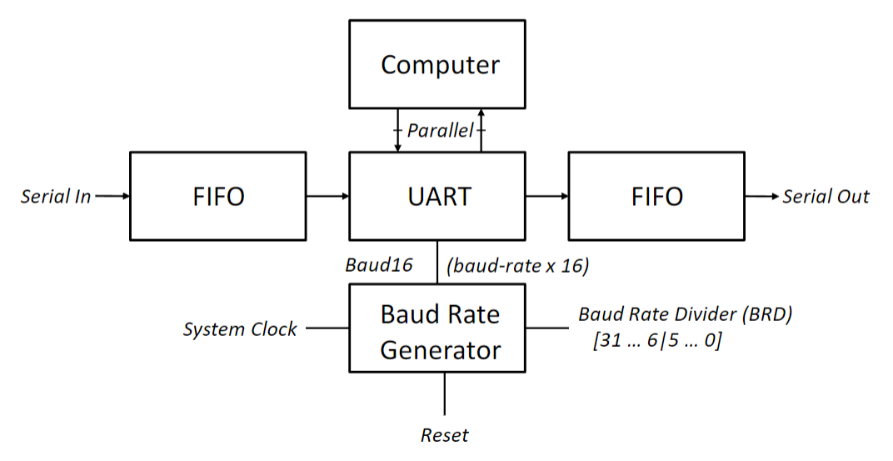 Computer
Parallel
Serial In
FIFO
UART
FIFO
Serial Out
Baud16
(baud-rate x 16)
System Clock
Baud Rate
Generator
Baud Rate Divider (BRD)
[31 ... 6|5 ... 0]
Reset